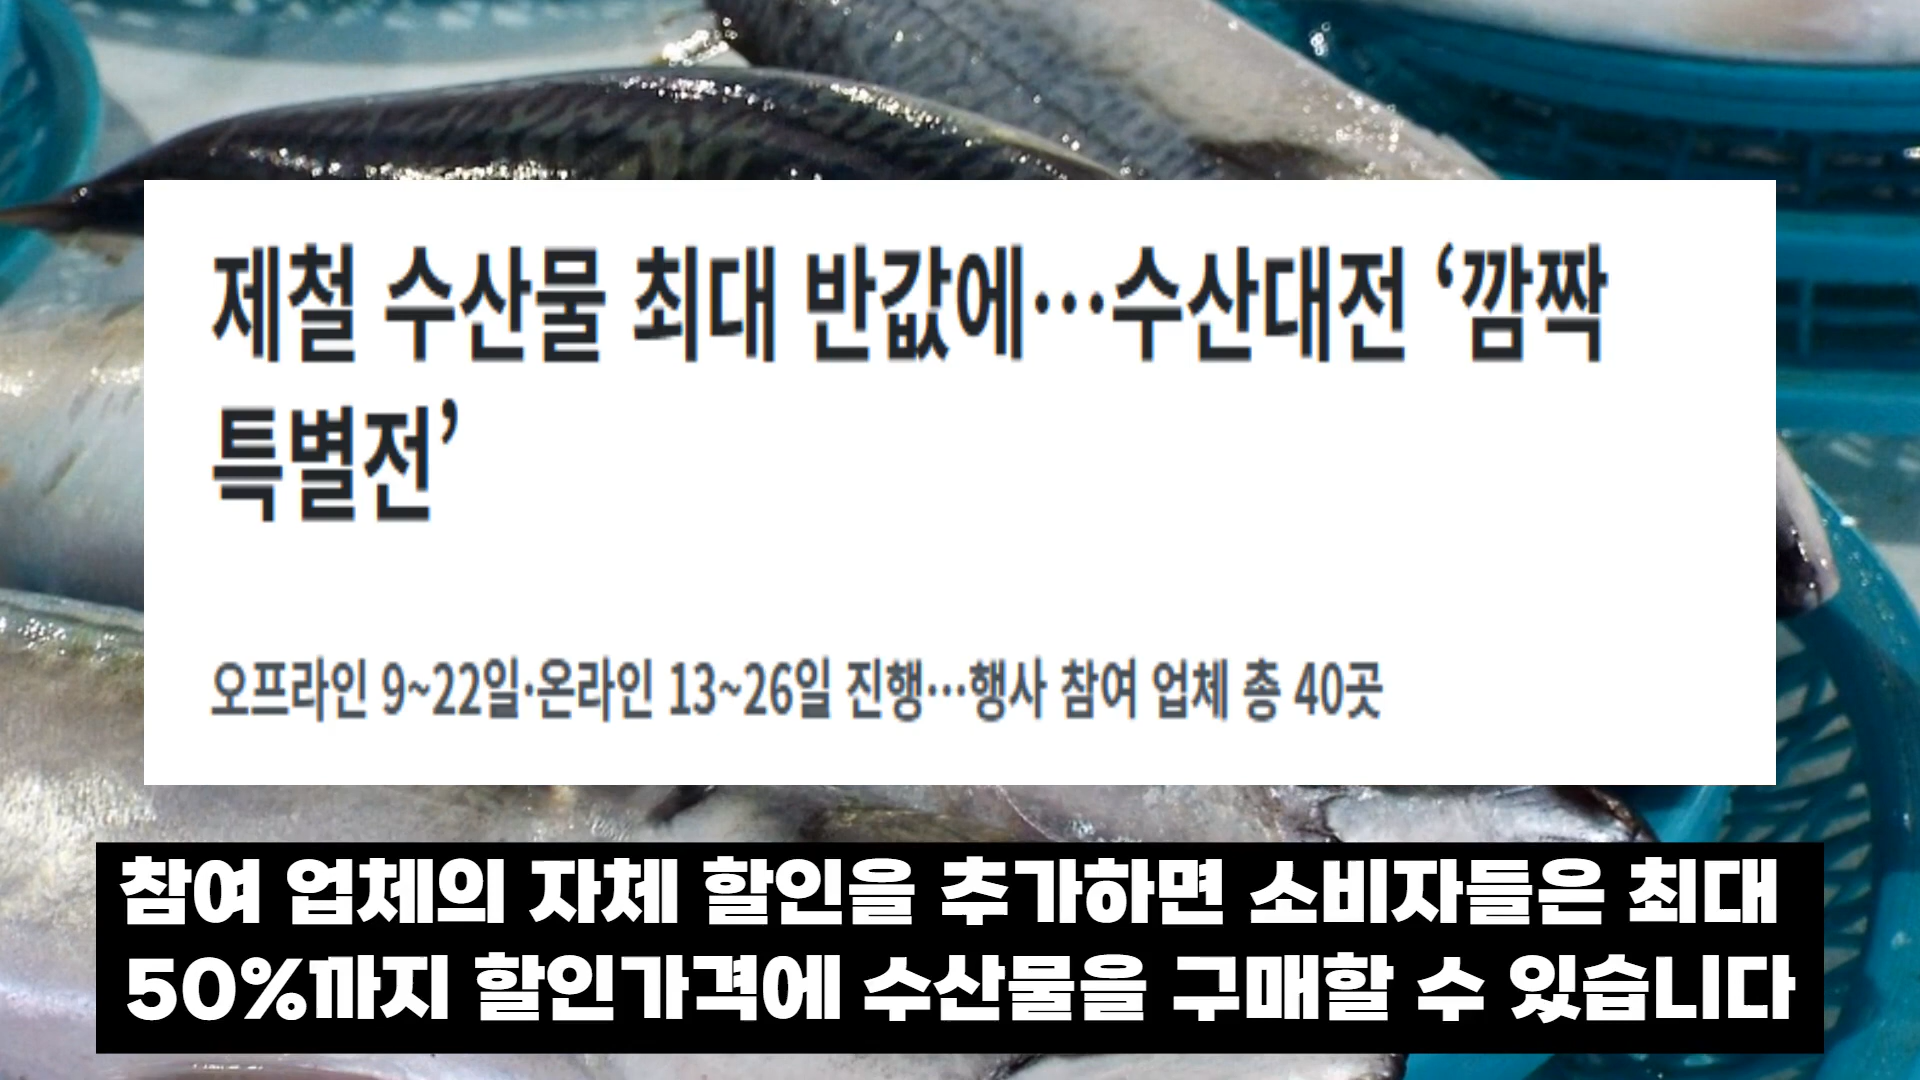 제철 수산물 최대 반값에…수산대전 ‘깜짝
특별전’
오프라인 9~22일·온라인 13~26일 진행…행사 참여 업체 총 40곳
참여 업체의 자체 할인을 추가하면 소비자들은 최대
50%까지 할인가격에 수산물을 구매할 수 있습니다